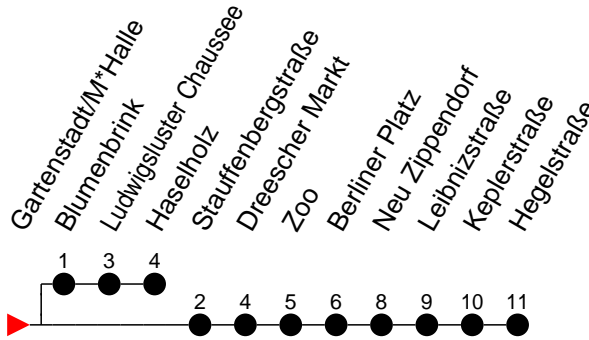 Gartenstadt/M*Halle
Blumenbrink
Ludwigsluster Chaussee
Haselholz
Stauffenbergstraße
Dreescher Markt
Zoo
Berliner Platz
Neu Zippendorf
Leibnizstraße
Keplerstraße
Hegelstraße
1 3 4
2 4 5 6 8 9 10 11